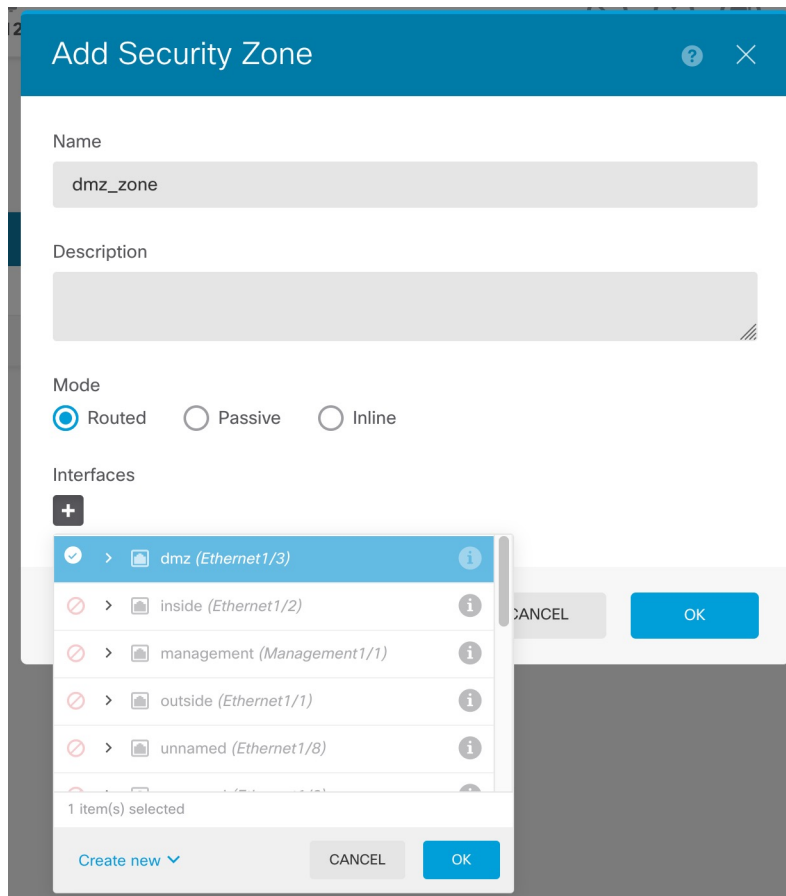 12
Add Security Zone
Name
dmz_zone
Description
Mode
Routed Passive Inline
Interfaces
dmz (Ethernet1/3)
inside (Ethernet1/2)
management (Management1/1)
outside (Ethernet1/1)
unnamed (Ethernet1/8)
1 item(s) selected
Create new CANCEL OK
CANCEL OK